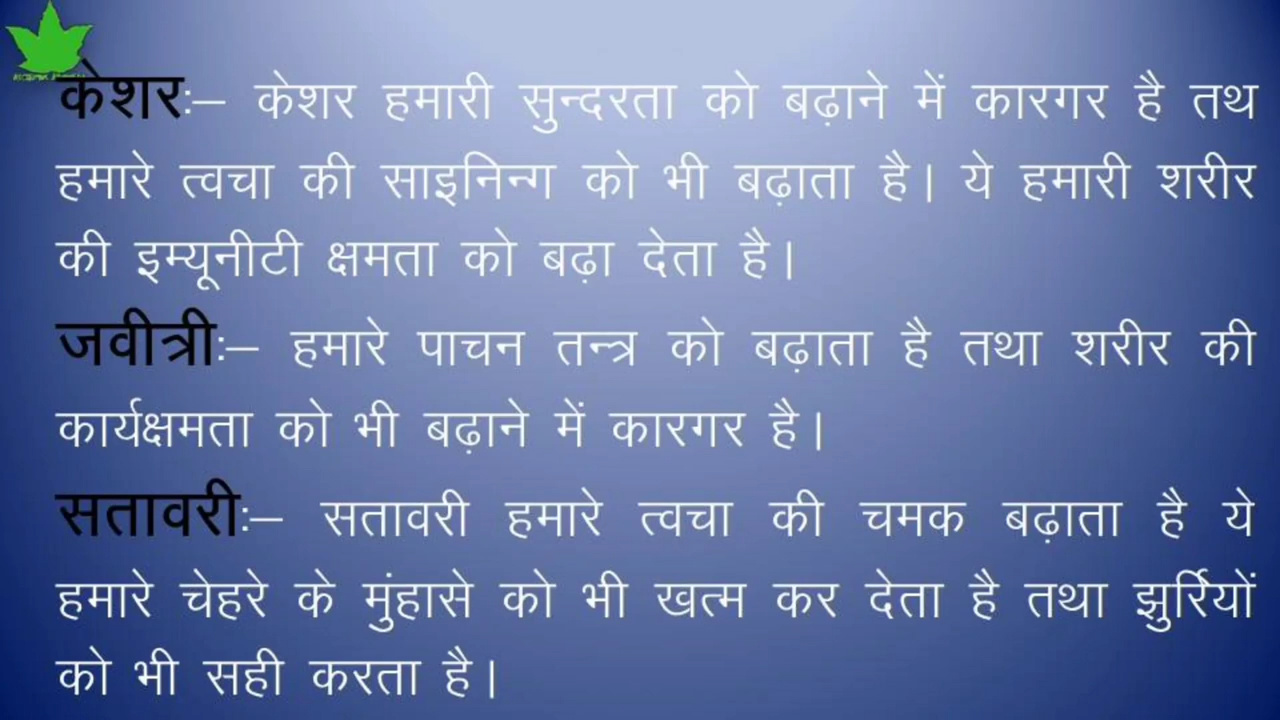 केशर:– केशर हमारी सुन्दरता को बढ़ाने में कारगर है तथ
हमारे त्वचा की साइनिन्ग को भी बढ़ाता है। ये हमारी शरीर
की इम्यूनीटी क्षमता को बढ़ा देता है।
जवीत्री:– हमारे पाचन तन्त्र को बढ़ाता है तथा शरीर की
कार्यक्षमता को भी बढ़ाने में कारगर है।
सतावरी:– सतावरी हमारे त्वचा की चमक बढ़ाता है ये
हमारे चेहरे के मुंहासे को भी खत्म कर देता है तथा झुर्रियों
को भी सही करता है।